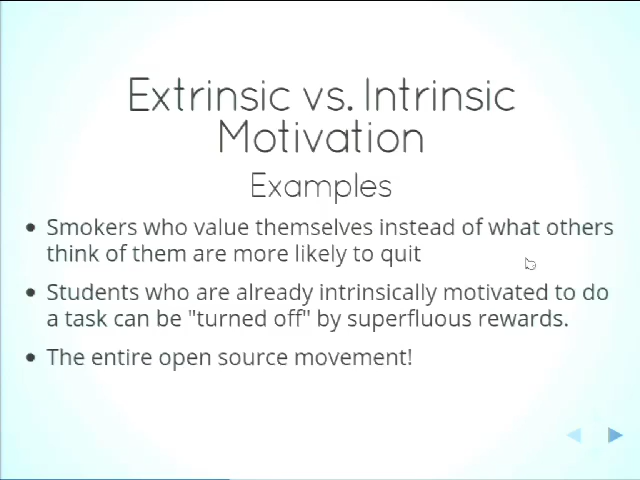 Extrinsic vs. Intrinsic
Motivation
Examples
Smokers who value themselves instead of what others
think of them are more likely to quit
Students who are already intrinsically motivated to do
a task can be "turned off" by superfluous rewards.
The entire open source movement!